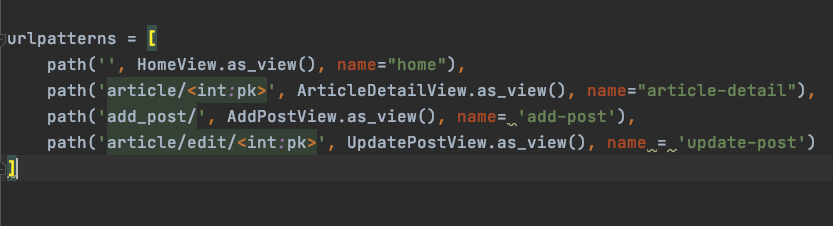 urlpatterns = [
    path('', HomeView.as_view(), name="home"),
    path('article/<int:pk>', ArticleDetailView.as_view(), name="article-detail"),
    path('add_post/', AddPostView.as_view(), name= 'add-post'),
    path('article/edit/<int:pk>', UpdatePostView.as_view(), name = 'update-post')
]